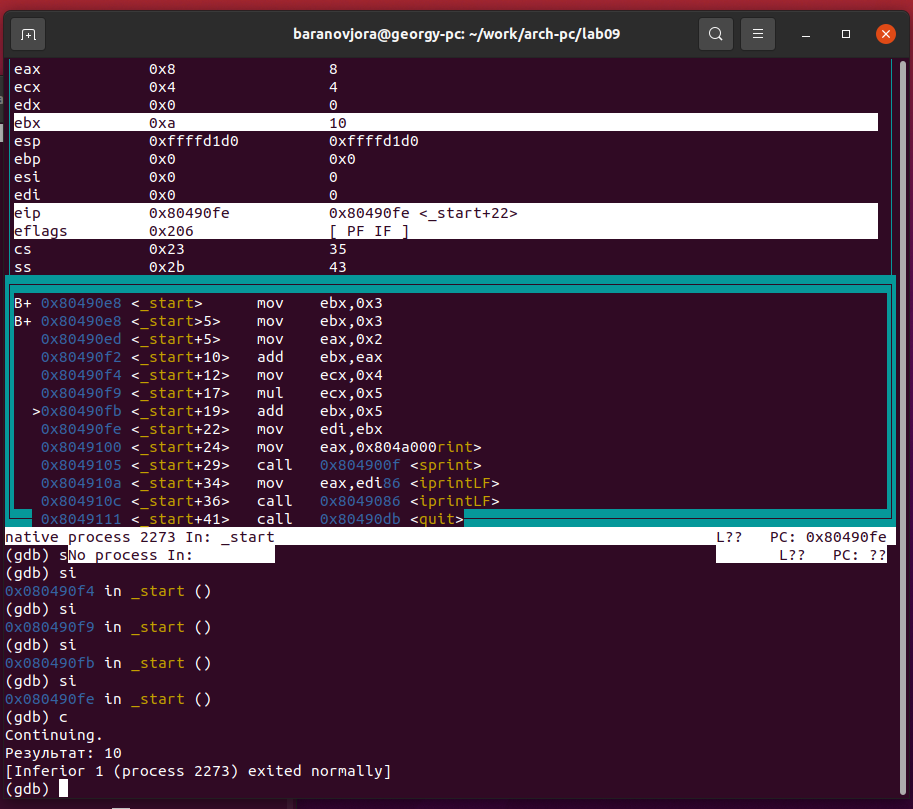 baranovjora@georgy-pc: ~/work/arch-pc/lab09
eax 0x8 8
ecx 0x4 4
edx 0x0 0
ebx 0xa 10
esp 0xffffd1d0 0xffffd1d0
ebp 0x0 0x0
esi 0x0 0
edi 0x0 0
eip 0x80490fe 0x80490fe <_start+22>
eflags 0x206 [ PF IF ]
cs 0x23 35
ss 0x2b 43
B+ 0x80490e8 <_start> mov ebx,0x3
B+ 0x80490e8 <_start>5> mov ebx,0x3
0x80490ed <_start+5> mov eax,0x2
0x80490f2 <_start+10> add ebx,eax
0x80490f4 <_start+12> mov ecx,0x4
0x80490f9 <_start+17> mul ecx,0x5
>0x80490fb <_start+19> add ebx,0x5
0x80490fe <_start+22> mov edi,ebx
0x8049100 <_start+24> mov eax,0x804a000rint>
0x8049105 <_start+29> call 0x804900f <sprint>
0x804910a <_start+34> mov eax,edi86 <iprintLF>
0x804910c <_start+36> call 0x8049086 <iprintLF>
0x8049111 <_start+41> call 0x80490db <quit>
native process 2273 In: _start L?? PC: 0x80490fe
(gdb) sNo process In: L?? PC: ??
(gdb) si
0x080490f4 in _start ()
(gdb) si
0x080490f9 in _start ()
(gdb) si
0x080490fb in _start ()
(gdb) si
0x080490fe in _start ()
(gdb) c
Continuing.
Результат: 10
[Inferior 1 (process 2273) exited normally]
(gdb)